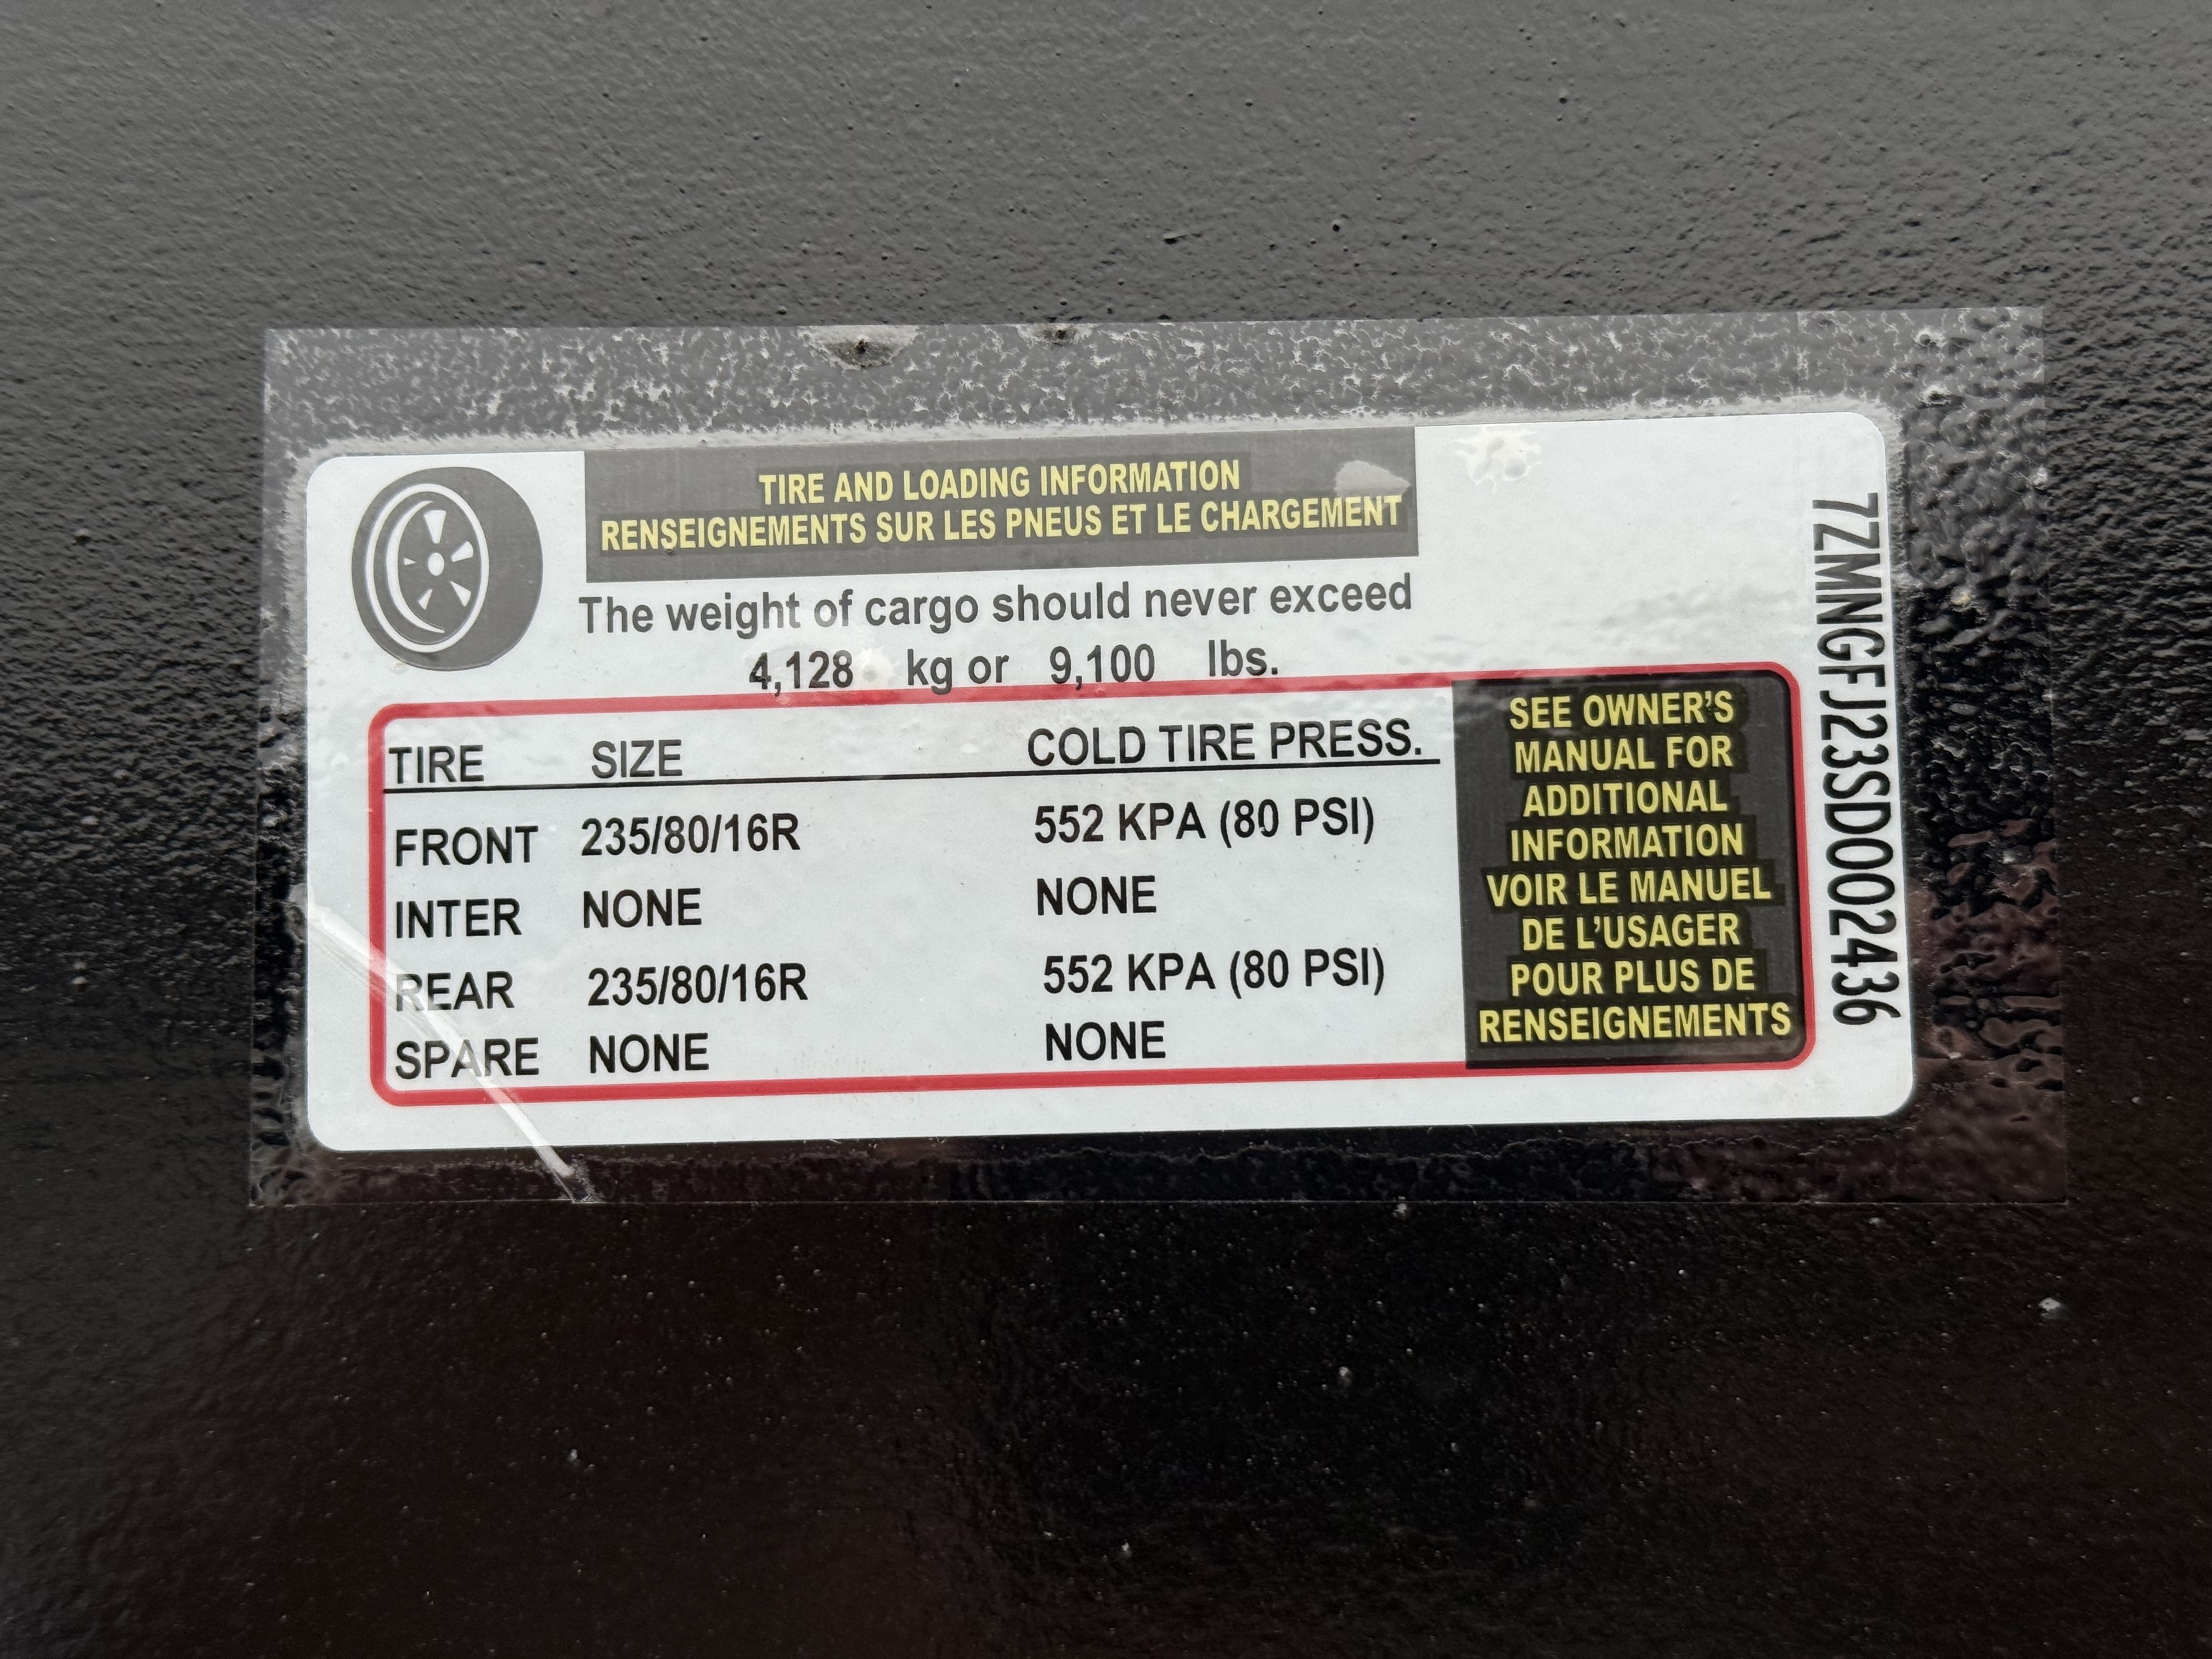 TIRE AND LOADING INFORMATION
RENSEIGNEMENTS SUR LES PNEUS ET LE CHARGEMENT
The weight of cargo should never exceed
4,128 kg or 9,100 lbs.
TIRE SIZE COLD TIRE PRESS.
FRONT 235/80/16R 552 KPA (80 PSI)
INTER NONE NONE
REAR 235/80/16R 552 KPA (80 PSI)
SPARE NONE NONE
SEE OWNER'S
MANUAL FOR
ADDITIONAL
INFORMATION
VOIR LE MANUEL
DE L'USAGER
POUR PLUS DE
RENSEIGNEMENTS
7ZMNGFJ23SD002436